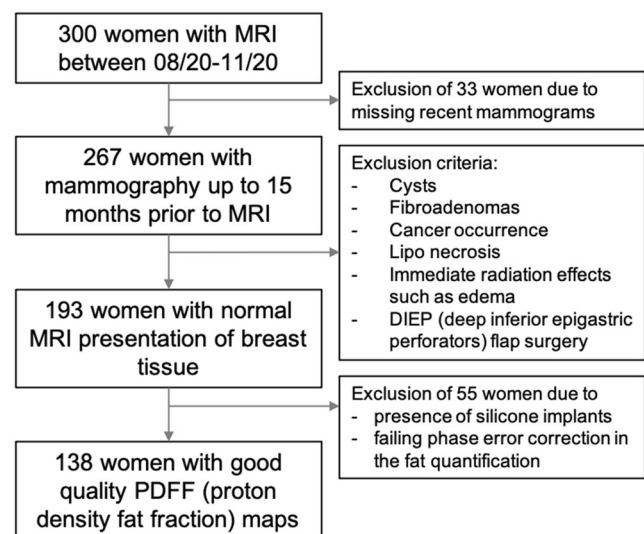 300 women with MRI
between 08/20-11/20
Exclusion of 33 women due to
missing recent mammograms
267 women with
mammography up to 15
months prior to MRI
Exclusion criteria:
- Cysts
- Fibroadenomas
- Cancer occurrence
- Lipo necrosis
- Immediate radiation effects
such as edema
- DIEP (deep inferior epigastric
perforators) flap surgery
193 women with normal
MRI presentation of breast
tissue
Exclusion of 55 women due to
- presence of silicone implants
- failing phase error correction in
the fat quantification
138 women with good
quality PDFF (proton
density fat fraction) maps